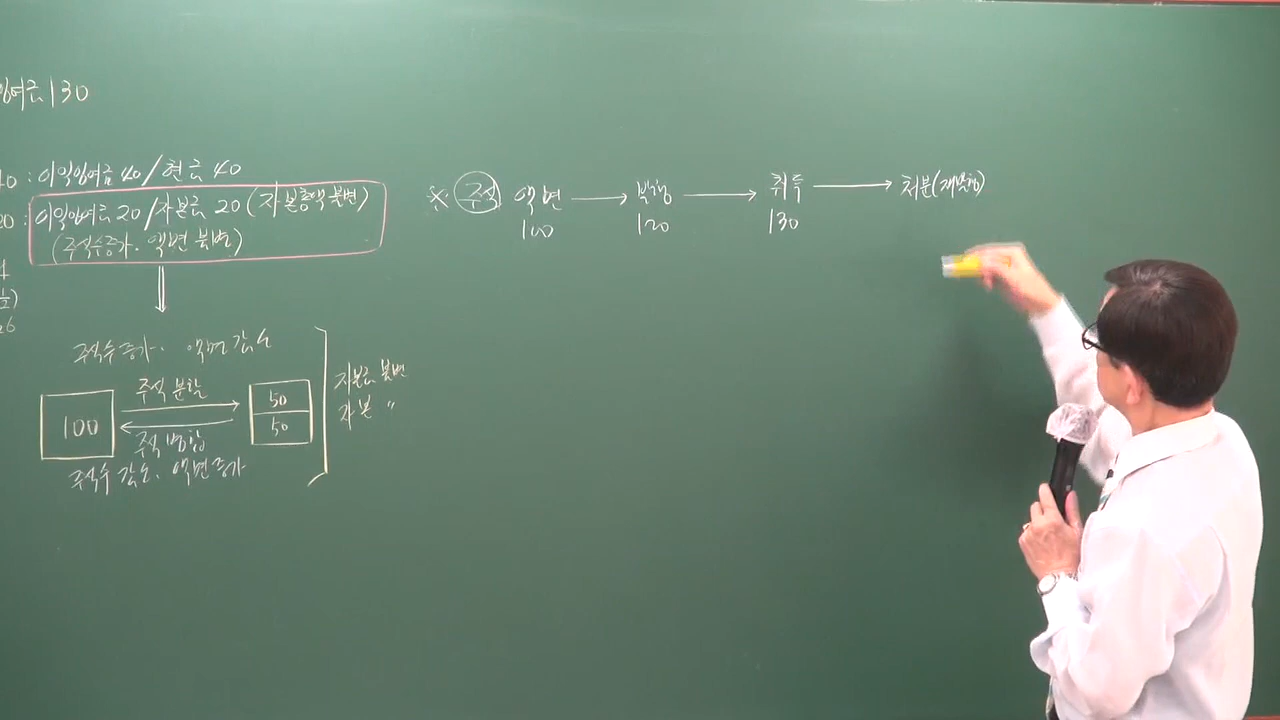 잉여금 130
40 : 이익잉여금 40 / 현금 40
20 : 이익잉여금 20 / 자본금 20 (자본총액 불변)
(주식수증가. 액면 불변)
주식수 증가. 액면 감소
100
주식 분할
주식 병합
50
50
주식수 감소. 액면 증가
자본금 불변
자본 〃
※ 주식 액면 → 발행 → 취득 → 처분(재발행)
100 120 130